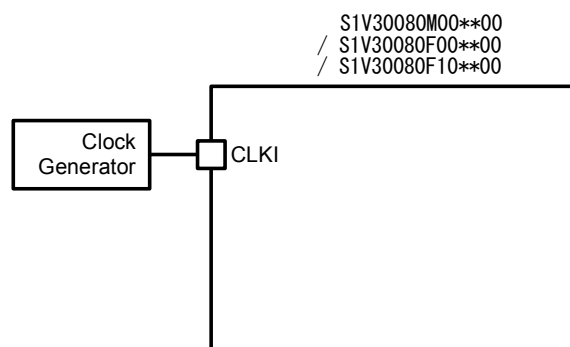 S1V30080M00**00
/ S1V30080F00**00
/ S1V30080F10**00
Clock
Generator
CLKI